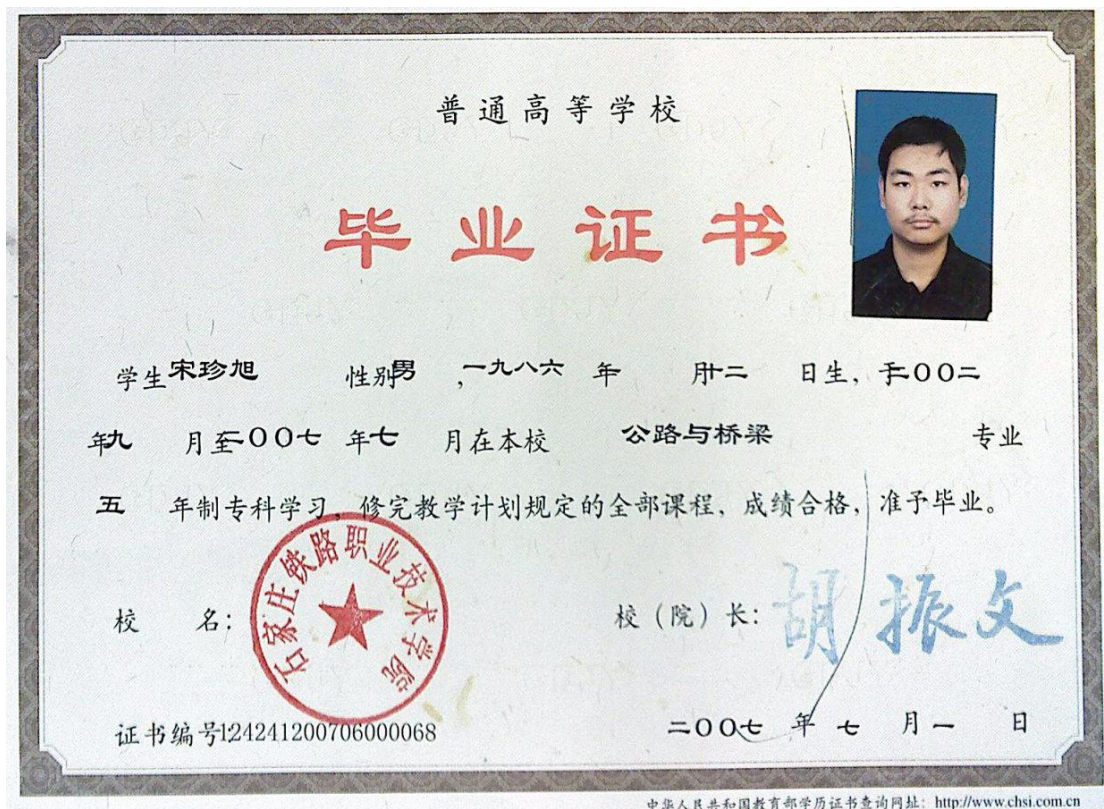 普通高等学校
毕业证书
学生宋珍旭 性别男 ,一九八六 年 月十二 日生, 于二00二
年九 月至二00七 年七 月在本校 公路与桥梁 专业
五 年制专科学习, 修完教学计划规定的全部课程, 成绩合格, 准予毕业。
校 名: 石家庄铁路职业技术学院
校 (院) 长: 胡振文
证书编号124241200706000068
二00七 年 七 月 一 日
中华人民共和国教育部学历证书查询网址: http://www.chsi.com.cn